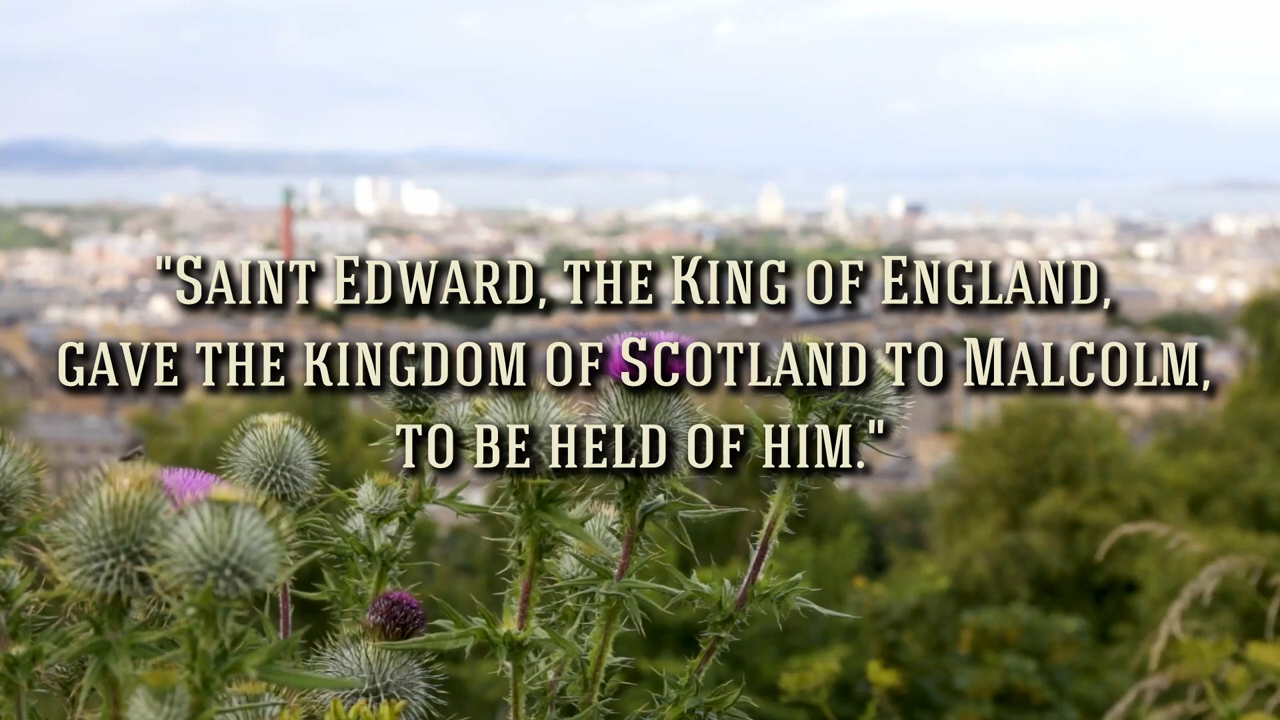 "Saint Edward, the King of England,
gave the kingdom of Scotland to Malcolm,
to be held of him."